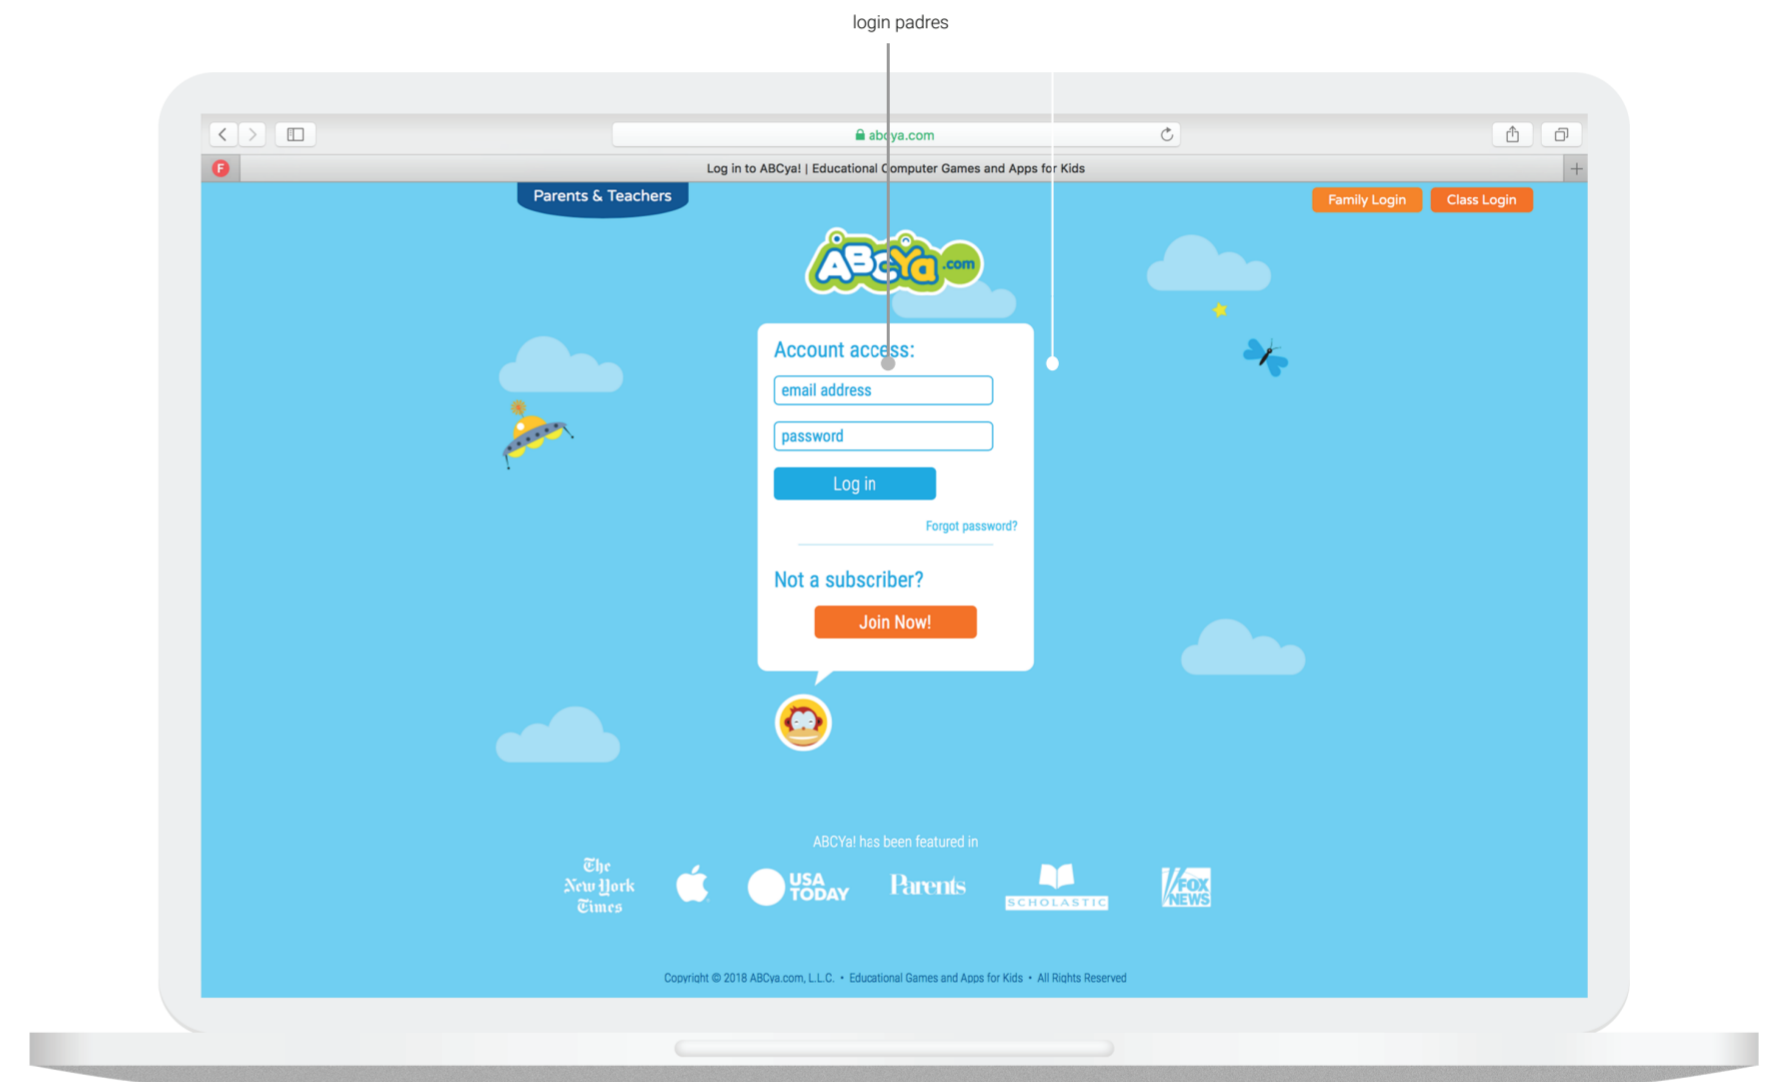 login padres
abcya.com
F
Log in to ABCya! | Educational Computer Games and Apps for Kids
Parents & Teachers
Family Login
Class Login
ABCYa.com
Account access:
email address
password
Log in
Forgot password?
Not a subscriber?
Join Now!
ABCYa! has been featured in
The
New York
Times
USA
TODAY
Parents
SCHOLASTIC
FOX
NEWS
Copyright © 2018 ABCya.com, L.L.C. • Educational Games and Apps for Kids • All Rights Reserved